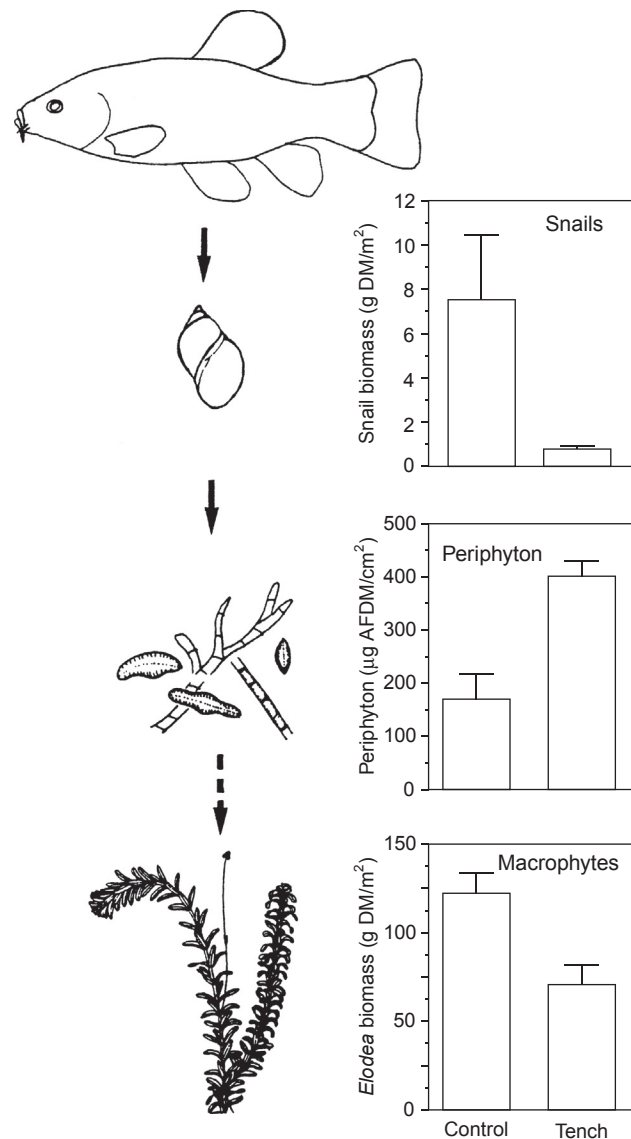 12
10
8
6
4
2
0
Snail biomass (g DM/m²)
Snails
500
400
300
200
100
0
Periphyton (µg AFDM/cm²)
Periphyton
150
100
50
0
Elodea biomass (g DM/m²)
Macrophytes
Control Tench